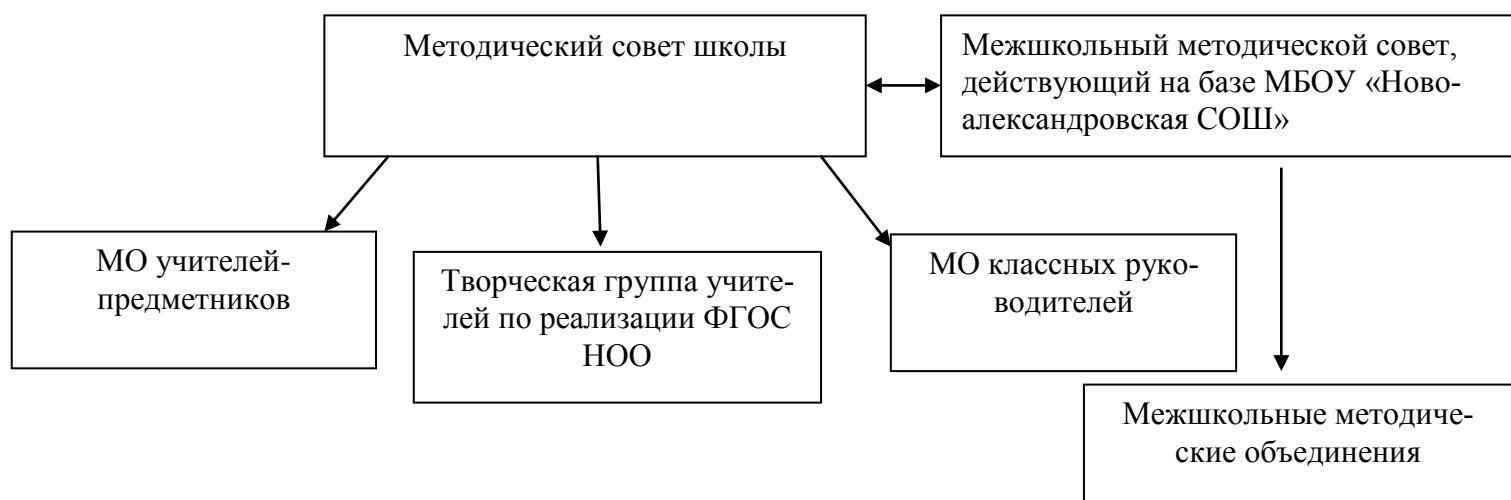 Методический совет школы
Межшкольный методической совет,
действующий на базе МБОУ «Ново-
александровская СОШ»
МО учителей-
предметников
Творческая группа учите-
лей по реализации ФГОС
НОО
МО классных руко-
водителей
Межшкольные методиче-
ские объединения